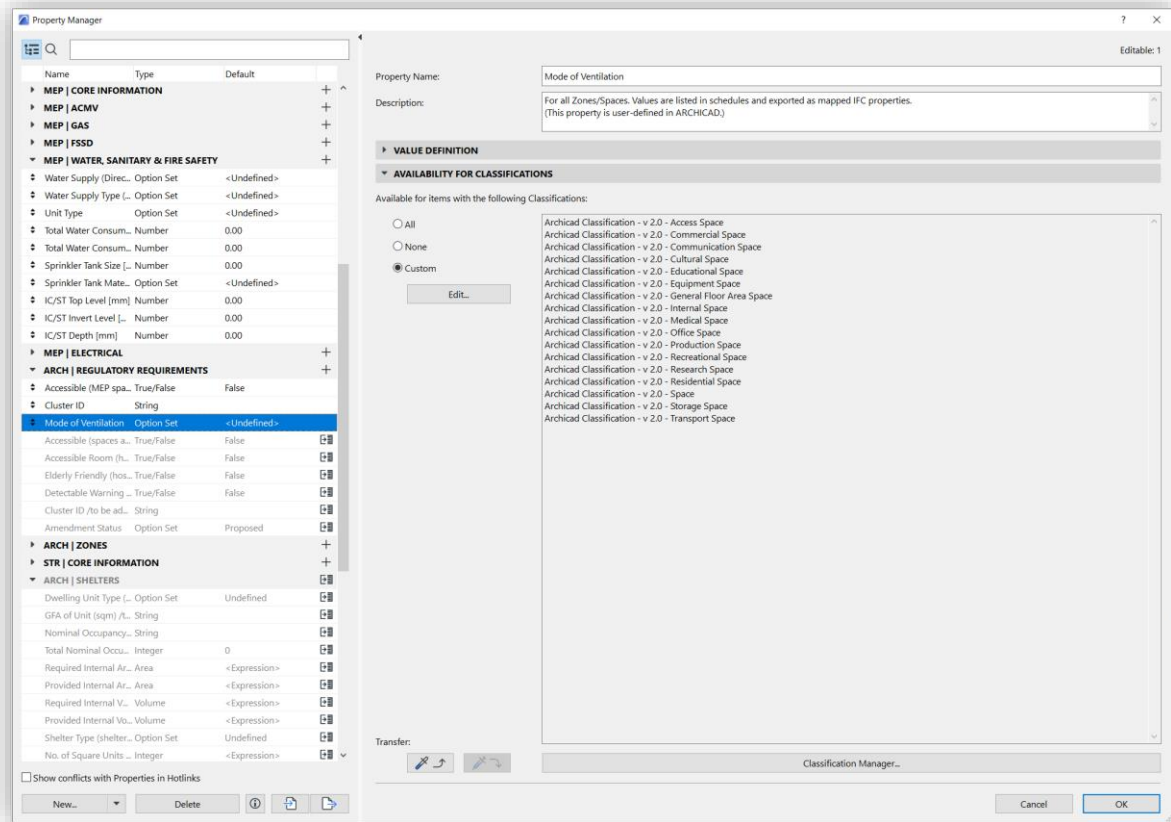 Property Manager
? ×
Editable: 1
Name Type Default
MEP | CORE INFORMATION
MEP | ACMV
MEP | GAS
MEP | FSSD
MEP | WATER, SANITARY & FIRE SAFETY
Water Supply (Direc... Option Set <Undefined>
Water Supply Type (... Option Set <Undefined>
Unit Type Option Set <Undefined>
Total Water Consum... Number 0.00
Total Water Consum... Number 0.00
Sprinkler Tank Size [... Number 0.00
Sprinkler Tank Mate... Option Set <Undefined>
IC/ST Top Level [mm] Number 0.00
IC/ST Invert Level [... Number 0.00
IC/ST Depth [mm] Number 0.00
MEP | ELECTRICAL
ARCH | REGULATORY REQUIREMENTS
Accessible (MEP spa... True/False False
Cluster ID String
Mode of Ventilation Option Set <Undefined>
Accessible (spaces a... True/False False
Accessible Room (h... True/False False
Elderly Friendly (hos... True/False False
Detectable Warning ... True/False False
Cluster ID /to be ad... String
Amendment Status Option Set Proposed
ARCH | ZONES
STR | CORE INFORMATION
ARCH | SHELTERS
Dwelling Unit Type (... Option Set Undefined
GFA of Unit (sqm) /t... String
Nominal Occupancy... String
Total Nominal Occu... Integer 0
Required Internal Ar... Area <Expression>
Provided Internal Ar... Area <Expression>
Required Internal V... Volume <Expression>
Provided Internal Vo... Volume <Expression>
Shelter Type (shelter... Option Set Undefined
No. of Square Units ... Integer <Expression>
Show conflicts with Properties in Hotlinks
New... Delete
Property Name: Mode of Ventilation
Description: For all Zones/Spaces. Values are listed in schedules and exported as mapped IFC properties.
(This property is user-defined in ARCHICAD.)
VALUE DEFINITION
AVAILABILITY FOR CLASSIFICATIONS
Available for items with the following Classifications:
All
None
Custom
Edit...
Archicad Classification - v 2.0 - Access Space
Archicad Classification - v 2.0 - Commercial Space
Archicad Classification - v 2.0 - Communication Space
Archicad Classification - v 2.0 - Cultural Space
Archicad Classification - v 2.0 - Educational Space
Archicad Classification - v 2.0 - Equipment Space
Archicad Classification - v 2.0 - General Floor Area Space
Archicad Classification - v 2.0 - Internal Space
Archicad Classification - v 2.0 - Medical Space
Archicad Classification - v 2.0 - Office Space
Archicad Classification - v 2.0 - Production Space
Archicad Classification - v 2.0 - Recreational Space
Archicad Classification - v 2.0 - Research Space
Archicad Classification - v 2.0 - Residential Space
Archicad Classification - v 2.0 - Space
Archicad Classification - v 2.0 - Storage Space
Archicad Classification - v 2.0 - Transport Space
Transfer:
Classification Manager...
Cancel OK